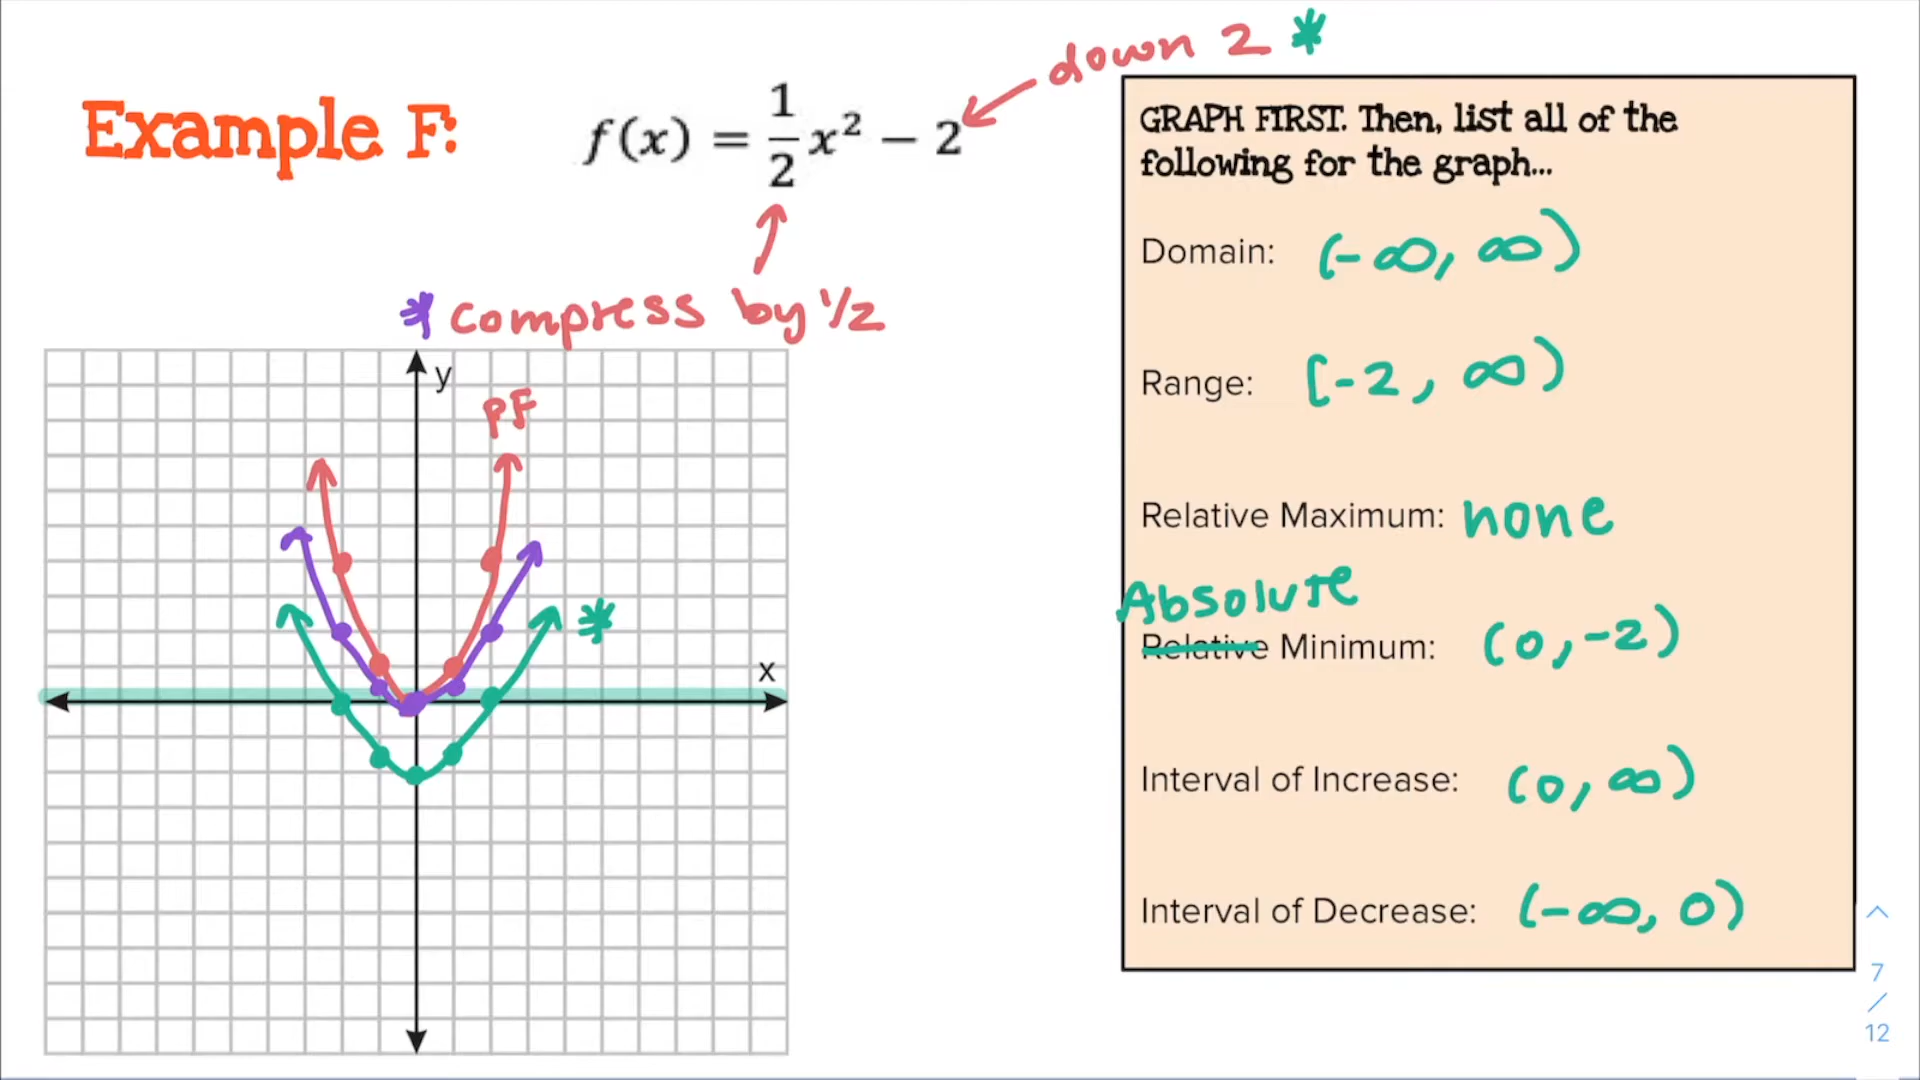 down 2 *
Example F:
f(x) = 1/2 x² − 2
* compress by 1/2
y
PF
*
x
GRAPH FIRST. Then, list all of the
following for the graph...
Domain: (-∞, ∞)
Range: [-2, ∞)
Relative Maximum: none
Absolute
Relative Minimum: (0, -2)
Interval of Increase: (0, ∞)
Interval of Decrease: (-∞, 0)
7
/
12